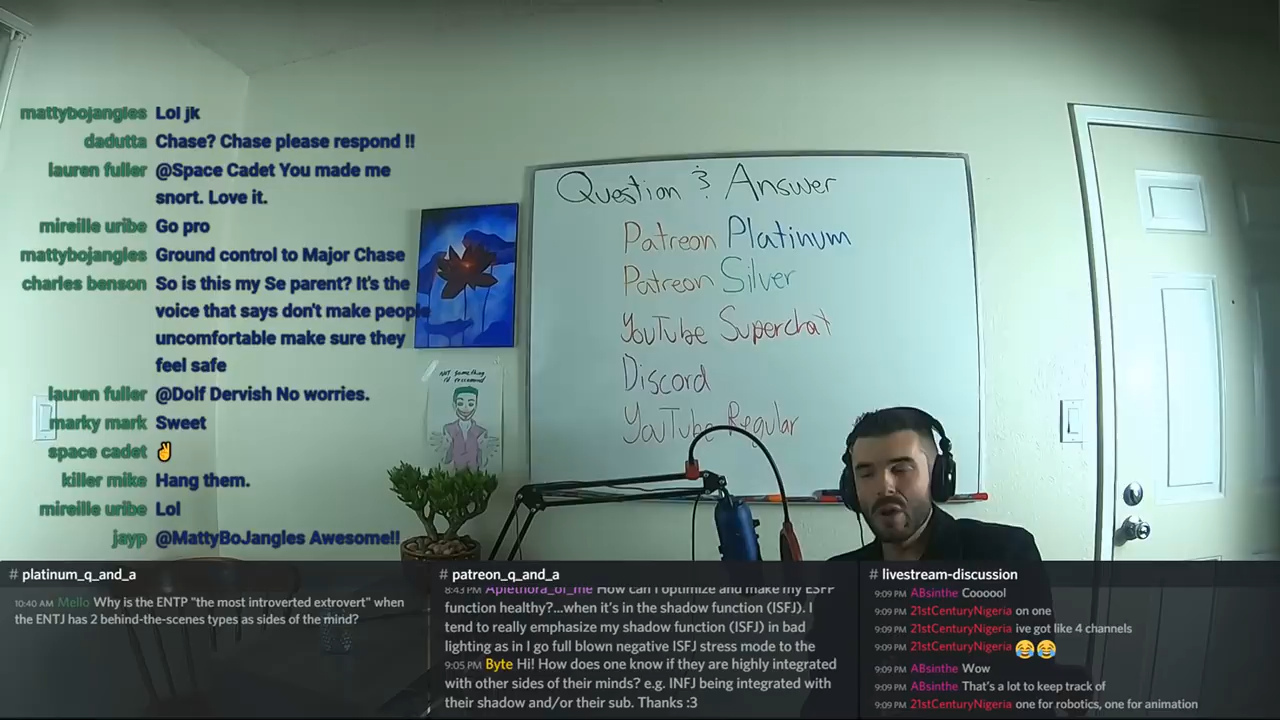 mattybojangles Lol jk
dadutta Chase? Chase please respond !!
lauren fuller @Space Cadet You made me
snort. Love it.
mireille uribe Go pro
mattybojangles Ground control to Major Chase
charles benson So is this my Se parent? It's the
voice that says don't make people
uncomfortable make sure they
feel safe
lauren fuller @Dolf Dervish No worries.
marky mark Sweet
space cadet ✌
killer mike Hang them.
mireille uribe Lol
jayp @MattyBoJangles Awesome!!
Question & Answer
Patreon Platinum
Patreon Silver
YouTube Superchat
Discord
YouTube Regular
NOT something
I'd recommend
# platinum_q_and_a
10:40 AM Mello Why is the ENTP "the most introverted extrovert" when
the ENTJ has 2 behind-the-scenes types as sides of the mind?
# patreon_q_and_a
8:43 PM Aplethora_of_me How can I optimize and make my ESFP
function healthy?...when it's in the shadow function (ISFJ). I
tend to really emphasize my shadow function (ISFJ) in bad
lighting as in I go full blown negative ISFJ stress mode to the
9:05 PM Byte Hi! How does one know if they are highly integrated
with other sides of their minds? e.g. INFJ being integrated with
their shadow and/or their sub. Thanks :3
# livestream-discussion
9:09 PM ABsinthe Coooool
9:09 PM 21stCenturyNigeria on one
9:09 PM 21stCenturyNigeria ive got like 4 channels
9:09 PM 21stCenturyNigeria 😂😂
9:09 PM ABsinthe Wow
9:09 PM ABsinthe That's a lot to keep track of
9:09 PM 21stCenturyNigeria one for robotics, one for animation